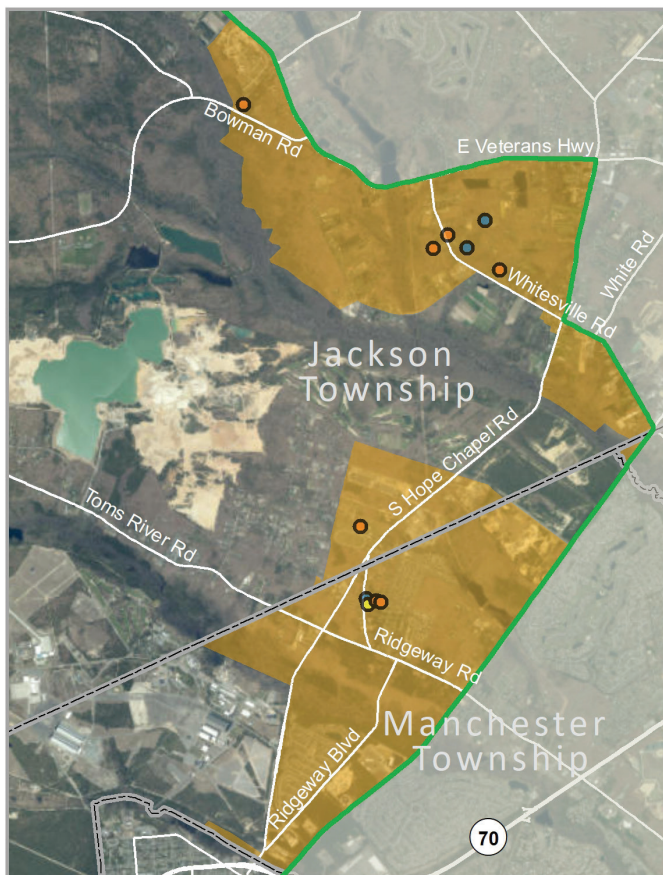 Bowman Rd
E Veterans Hwy
White Rd
Whitesville Rd
Jackson
Township
S Hope Chapel Rd
Toms River Rd
Ridgeway Rd
Manchester
Township
Ridgeway Blvd
70